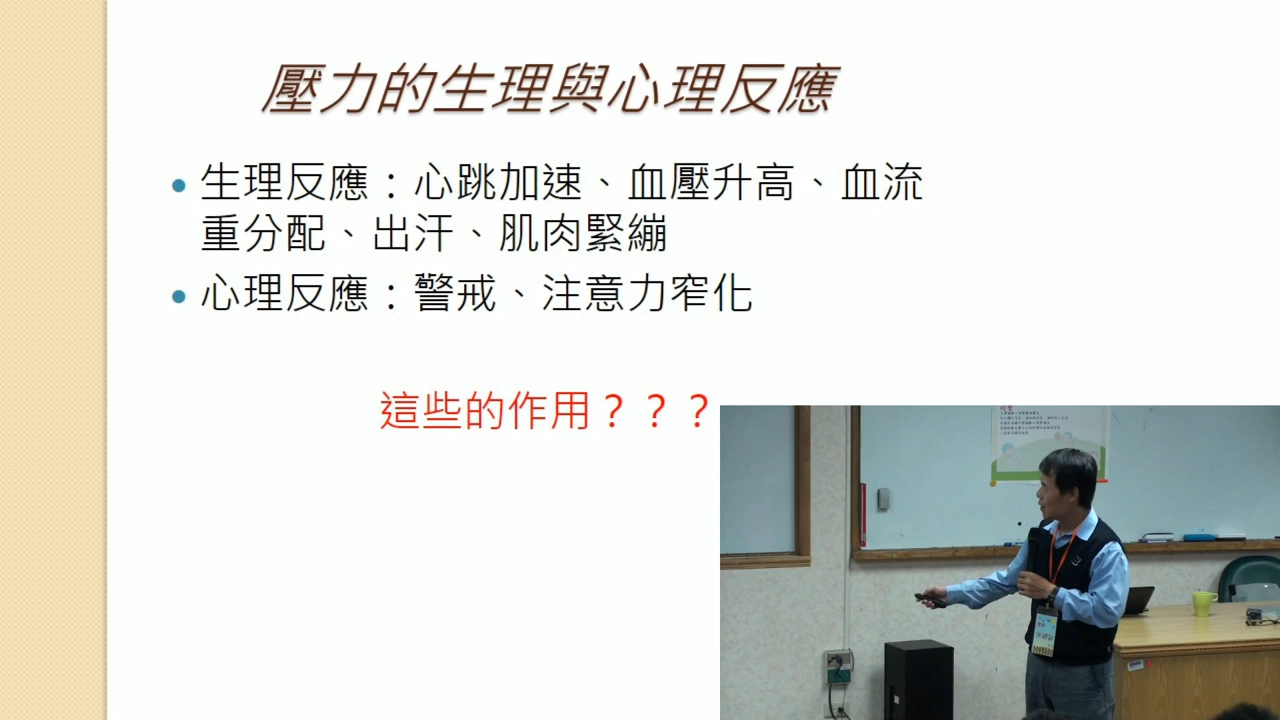 壓力的生理與心理反應
• 生理反應：心跳加速、血壓升高、血流
重分配、出汗、肌肉緊繃
• 心理反應：警戒、注意力窄化
這些的作用？？？